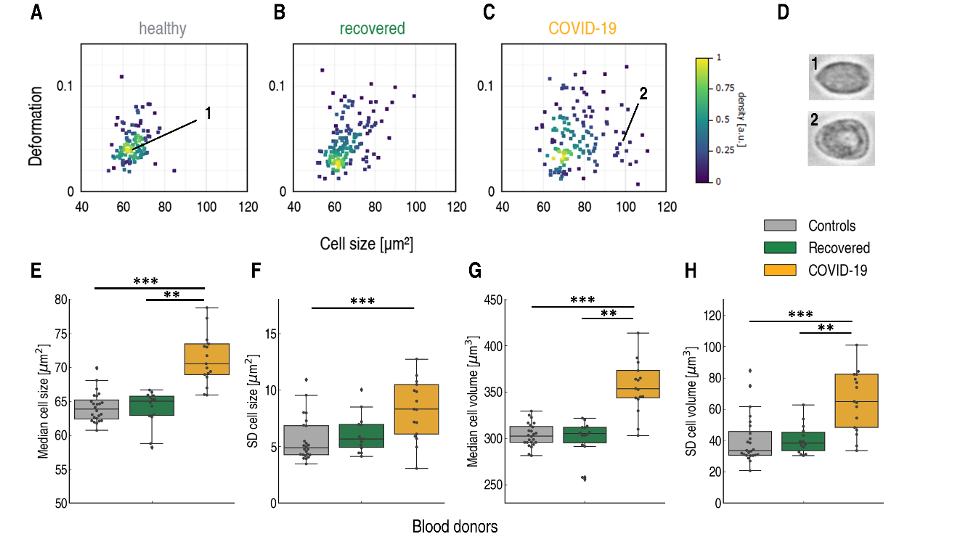 A
B
C
D
healthy
recovered
COVID-19
Deformation
0.1
0
40
60
80
100
120
1
0.1
0
40
60
80
100
120
0.1
0
40
60
80
100
120
2
1
0.75
0.5
0.25
0
density [a.u.]
1
2
Cell size [µm²]
Controls
Recovered
COVID-19
E
F
G
H
Median cell size [µm²]
80
75
70
65
60
55
50
***
**
SD cell size [µm²]
15
10
5
0
***
Median cell volume [µm³]
450
400
350
300
250
***
**
SD cell volume [µm³]
120
100
80
60
40
20
0
***
**
Blood donors